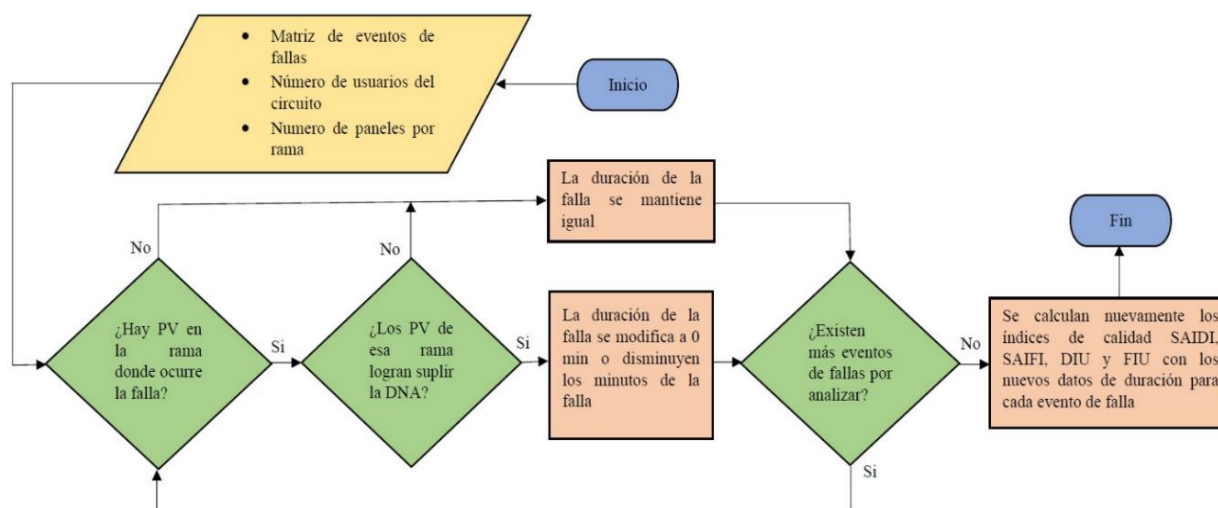 • Matriz de eventos de
fallas
• Número de usuarios del
circuito
• Numero de paneles por
rama
Inicio
La duración de la
falla se mantiene
igual
Fin
No
No
¿Hay PV en
la rama
donde ocurre
la falla?
Si
¿Los PV de
esa rama
logran suplir
la DNA?
Si
La duración de la
falla se modifica a 0
min o disminuyen
los minutos de la
falla
¿Existen
más eventos
de fallas por
analizar?
No
Se calculan nuevamente los
índices de calidad SAIDI,
SAIFI, DIU y FIU con los
nuevos datos de duración para
cada evento de falla
Si